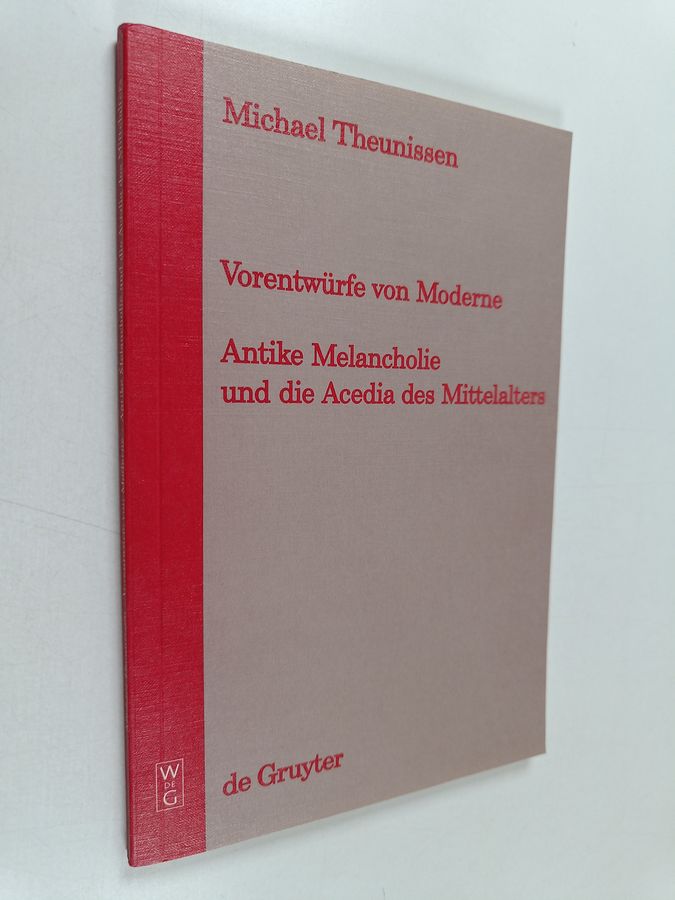 Michael Theunissen
Vorentwürfe von Moderne
Antike Melancholie
und die Acedia des Mittelalters
de Gruyter
W
DE
G